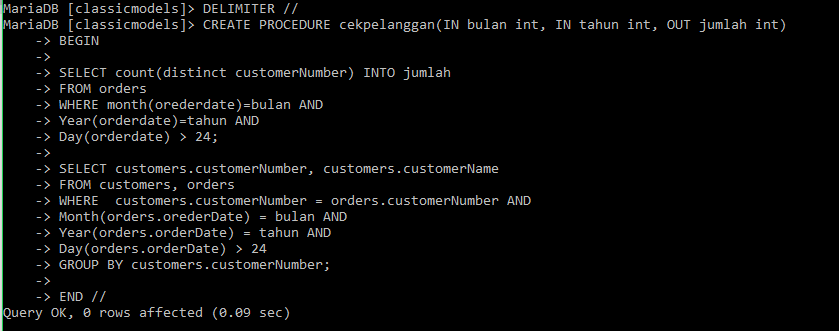 MariaDB [classicmodels]> DELIMITER //
MariaDB [classicmodels]> CREATE PROCEDURE cekpelanggan(IN bulan int, IN tahun int, OUT jumlah int)
    -> BEGIN
    ->
    -> SELECT count(distinct customerNumber) INTO jumlah
    -> FROM orders
    -> WHERE month(orederdate)=bulan AND
    -> Year(orderdate)=tahun AND
    -> Day(orderdate) > 24;
    ->
    -> SELECT customers.customerNumber, customers.customerName
    -> FROM customers, orders
    -> WHERE  customers.customerNumber = orders.customerNumber AND
    -> Month(orders.orederDate) = bulan AND
    -> Year(orders.orderDate) = tahun AND
    -> Day(orders.orderDate) > 24
    -> GROUP BY customers.customerNumber;
    ->
    -> END //
Query OK, 0 rows affected (0.09 sec)